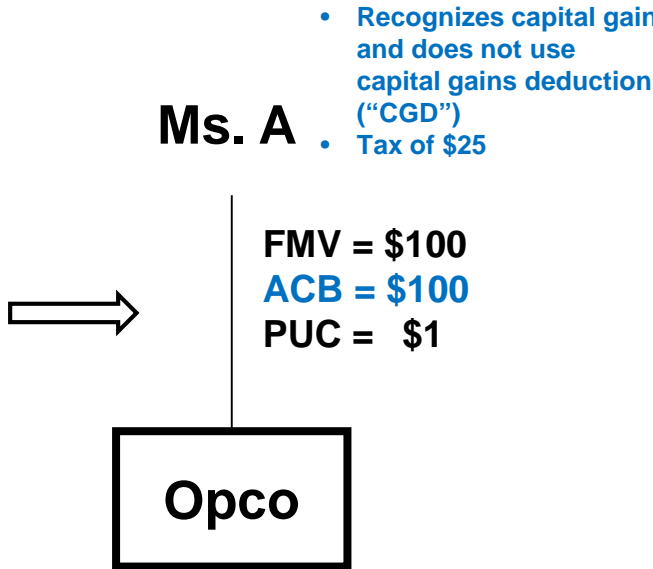 • Recognizes capital gain
and does not use
capital gains deduction
(“CGD”)
• Tax of $25
Ms. A
FMV = $100
ACB = $100
PUC = $1
Opco